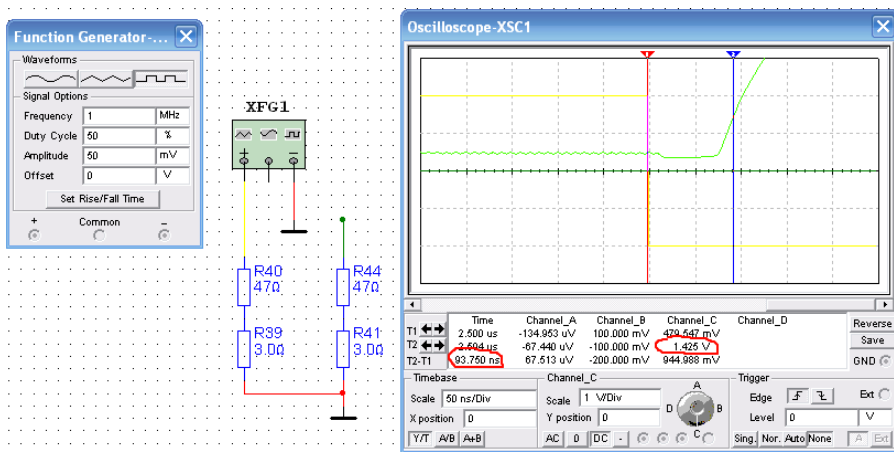 Function Generator-...
Waveforms
Signal Options
Frequency 1 MHz
Duty Cycle 50 %
Amplitude 50 mV
Offset 0 V
Set Rise/Fall Time
+ Common -
XFG1
+ -
R40
47Ω
R44
47Ω
R39
3.0Ω
R41
3.0Ω
Oscilloscope-XSC1
1 2
Time Channel_A Channel_B Channel_C Channel_D
T1 2.500 us -134.953 uV 100.000 mV 479.547 mV
T2 2.594 us -67.440 uV -100.000 mV 1.425 V
T2-T1 93.750 ns 67.513 uV -200.000 mV 944.988 mV
Reverse
Save
GND
Timebase
Scale 50 ns/Div
X position 0
Y/T A/B A+B
Channel_C
Scale 1 V/Div
Y position 0
AC 0 DC -
A
B
C
D
Trigger
Edge Ext
Level 0 V
Sing. Nor. Auto None A Ext